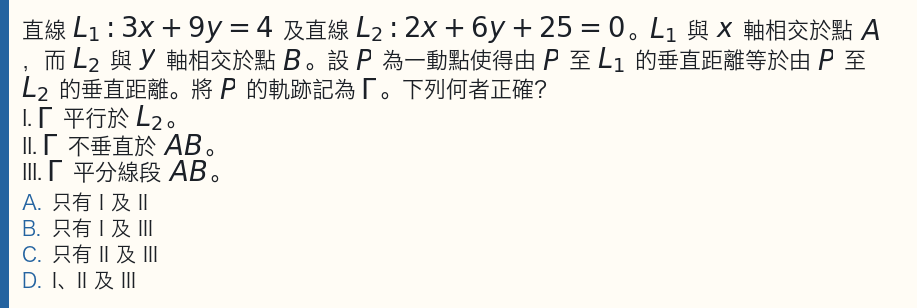 直線 L₁ : 3x + 9y = 4 及直線 L₂ : 2x + 6y + 25 = 0。L₁ 與 x 軸相交於點 A
，而 L₂ 與 y 軸相交於點 B。設 P 為一動點使得由 P 至 L₁ 的垂直距離等於由 P 至
L₂ 的垂直距離。將 P 的軌跡記為 Γ。下列何者正確?
I. Γ 平行於 L₂。
II. Γ 不垂直於 AB。
III. Γ 平分線段 AB。
A. 只有 I 及 II
B. 只有 I 及 III
C. 只有 II 及 III
D. I、II 及 III